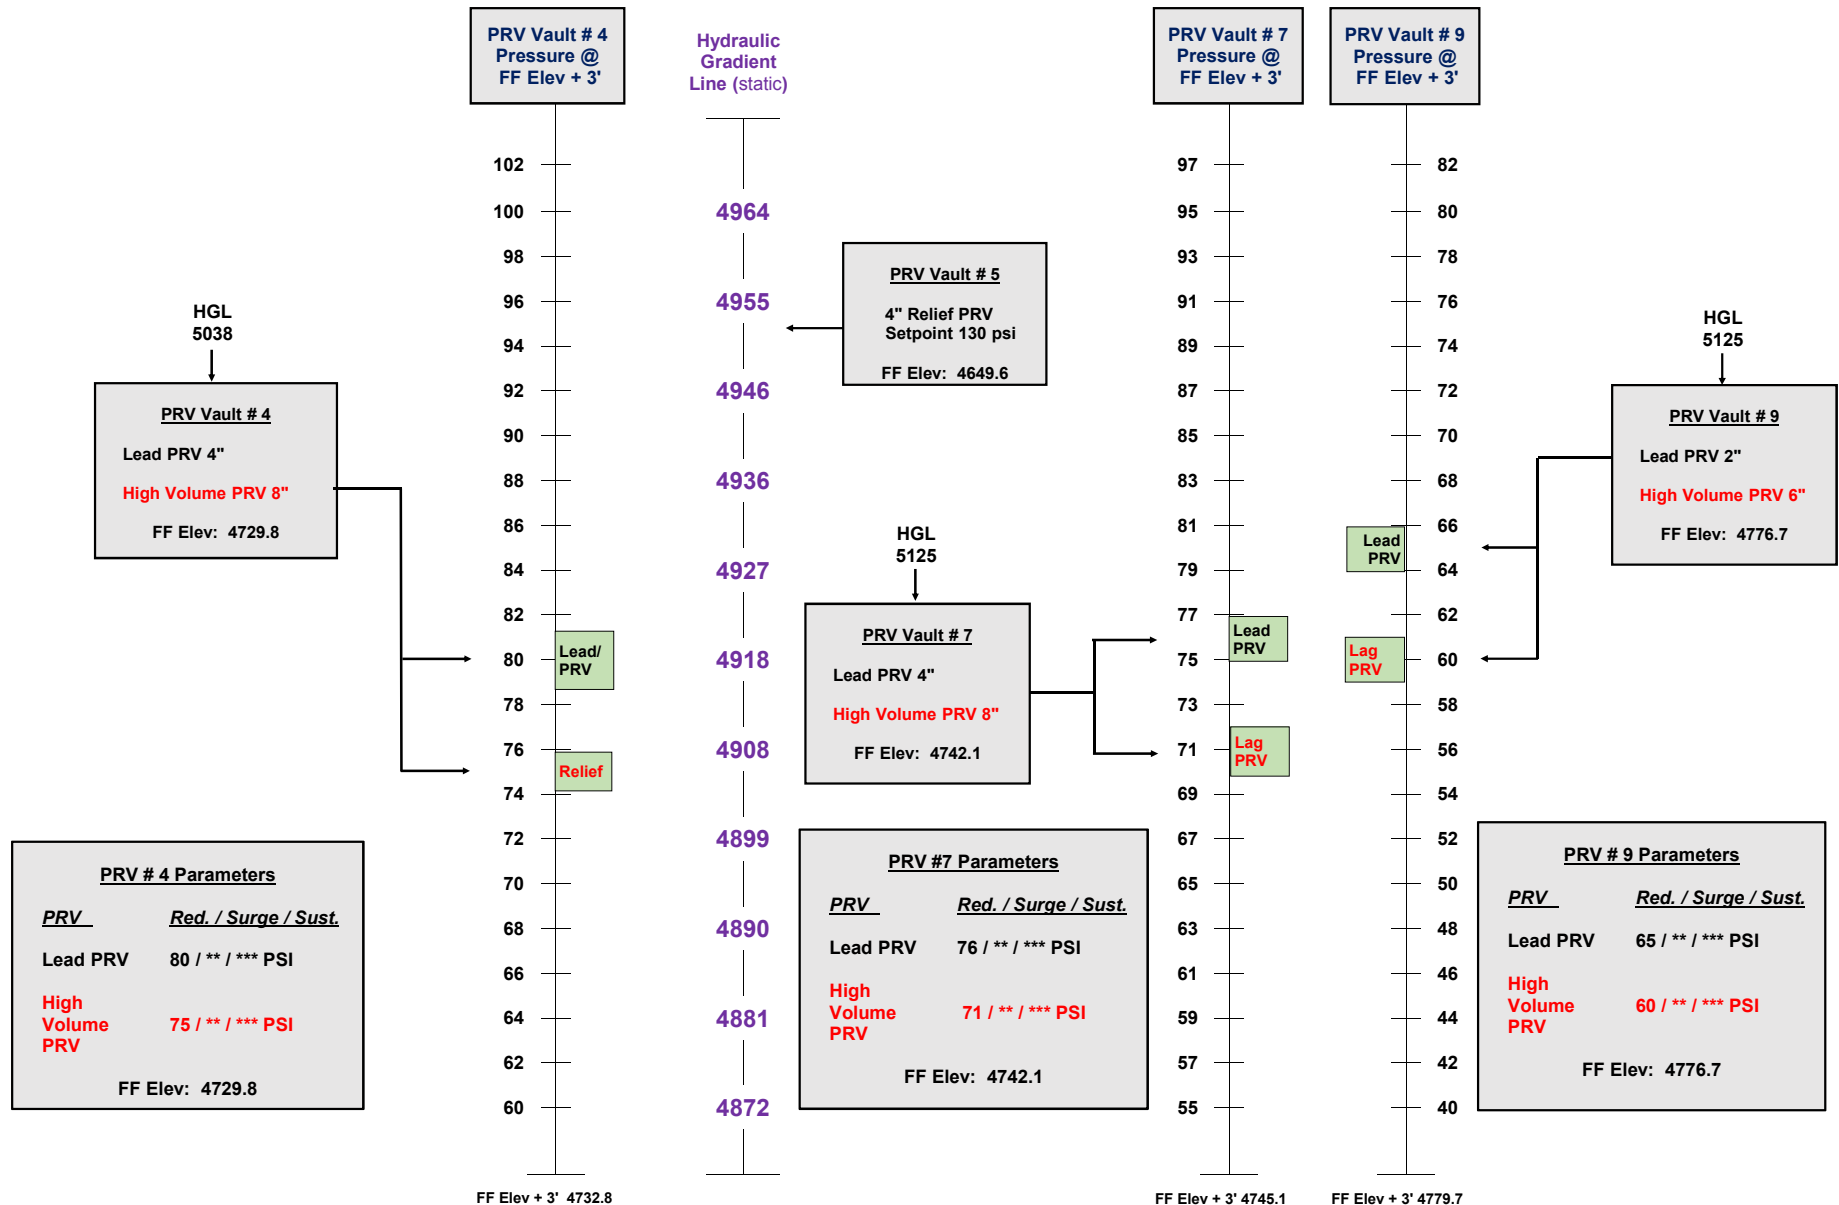 PRV Vault # 4
Pressure @
FF Elev + 3'
Hydraulic
Gradient
Line (static)
PRV Vault # 7
Pressure @
FF Elev + 3'
PRV Vault # 9
Pressure @
FF Elev + 3'
102
100
98
96
94
92
90
88
86
84
82
80
78
76
74
72
70
68
66
64
62
60
Lead/
PRV
Relief
FF Elev + 3' 4732.8
4964
4955
4946
4936
4927
4918
4908
4899
4890
4881
4872
97
95
93
91
89
87
85
83
81
79
77
75
73
71
69
67
65
63
61
59
57
55
Lead
PRV
Lag
PRV
FF Elev + 3' 4745.1
82
80
78
76
74
72
70
68
66
64
62
60
58
56
54
52
50
48
46
44
42
40
Lead
PRV
Lag
PRV
FF Elev + 3' 4779.7
HGL
5038
PRV Vault # 4
Lead PRV 4"
High Volume PRV 8"
FF Elev: 4729.8
PRV Vault # 5
4" Relief PRV
Setpoint 130 psi
FF Elev: 4649.6
HGL
5125
PRV Vault # 7
Lead PRV 4"
High Volume PRV 8"
FF Elev: 4742.1
HGL
5125
PRV Vault # 9
Lead PRV 2"
High Volume PRV 6"
FF Elev: 4776.7
PRV # 4 Parameters
PRV Red. / Surge / Sust.
Lead PRV 80 / ** / *** PSI
High
Volume 75 / ** / *** PSI
PRV
FF Elev: 4729.8
PRV #7 Parameters
PRV Red. / Surge / Sust.
Lead PRV 76 / ** / *** PSI
High
Volume 71 / ** / *** PSI
PRV
FF Elev: 4742.1
PRV # 9 Parameters
PRV Red. / Surge / Sust.
Lead PRV 65 / ** / *** PSI
High
Volume 60 / ** / *** PSI
PRV
FF Elev: 4776.7